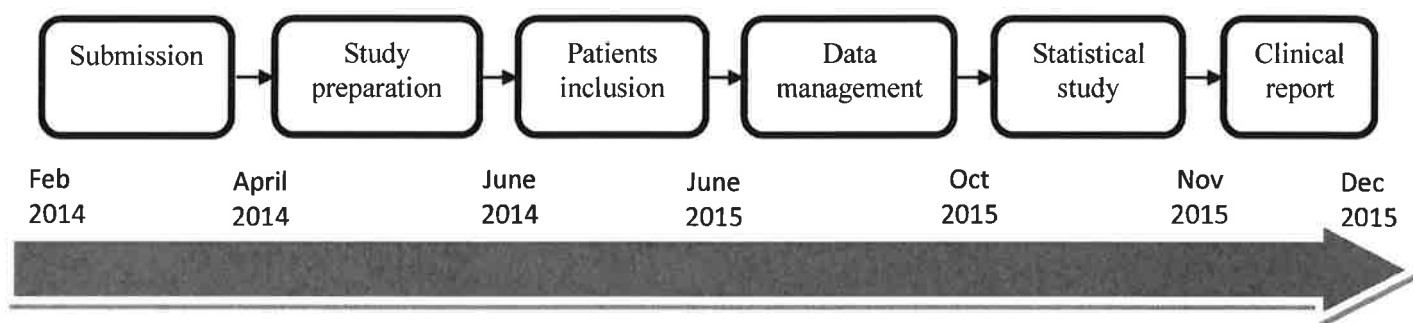 Submission
Study
preparation
Patients
inclusion
Data
management
Statistical
study
Clinical
report
Feb
2014
April
2014
June
2014
June
2015
Oct
2015
Nov
2015
Dec
2015